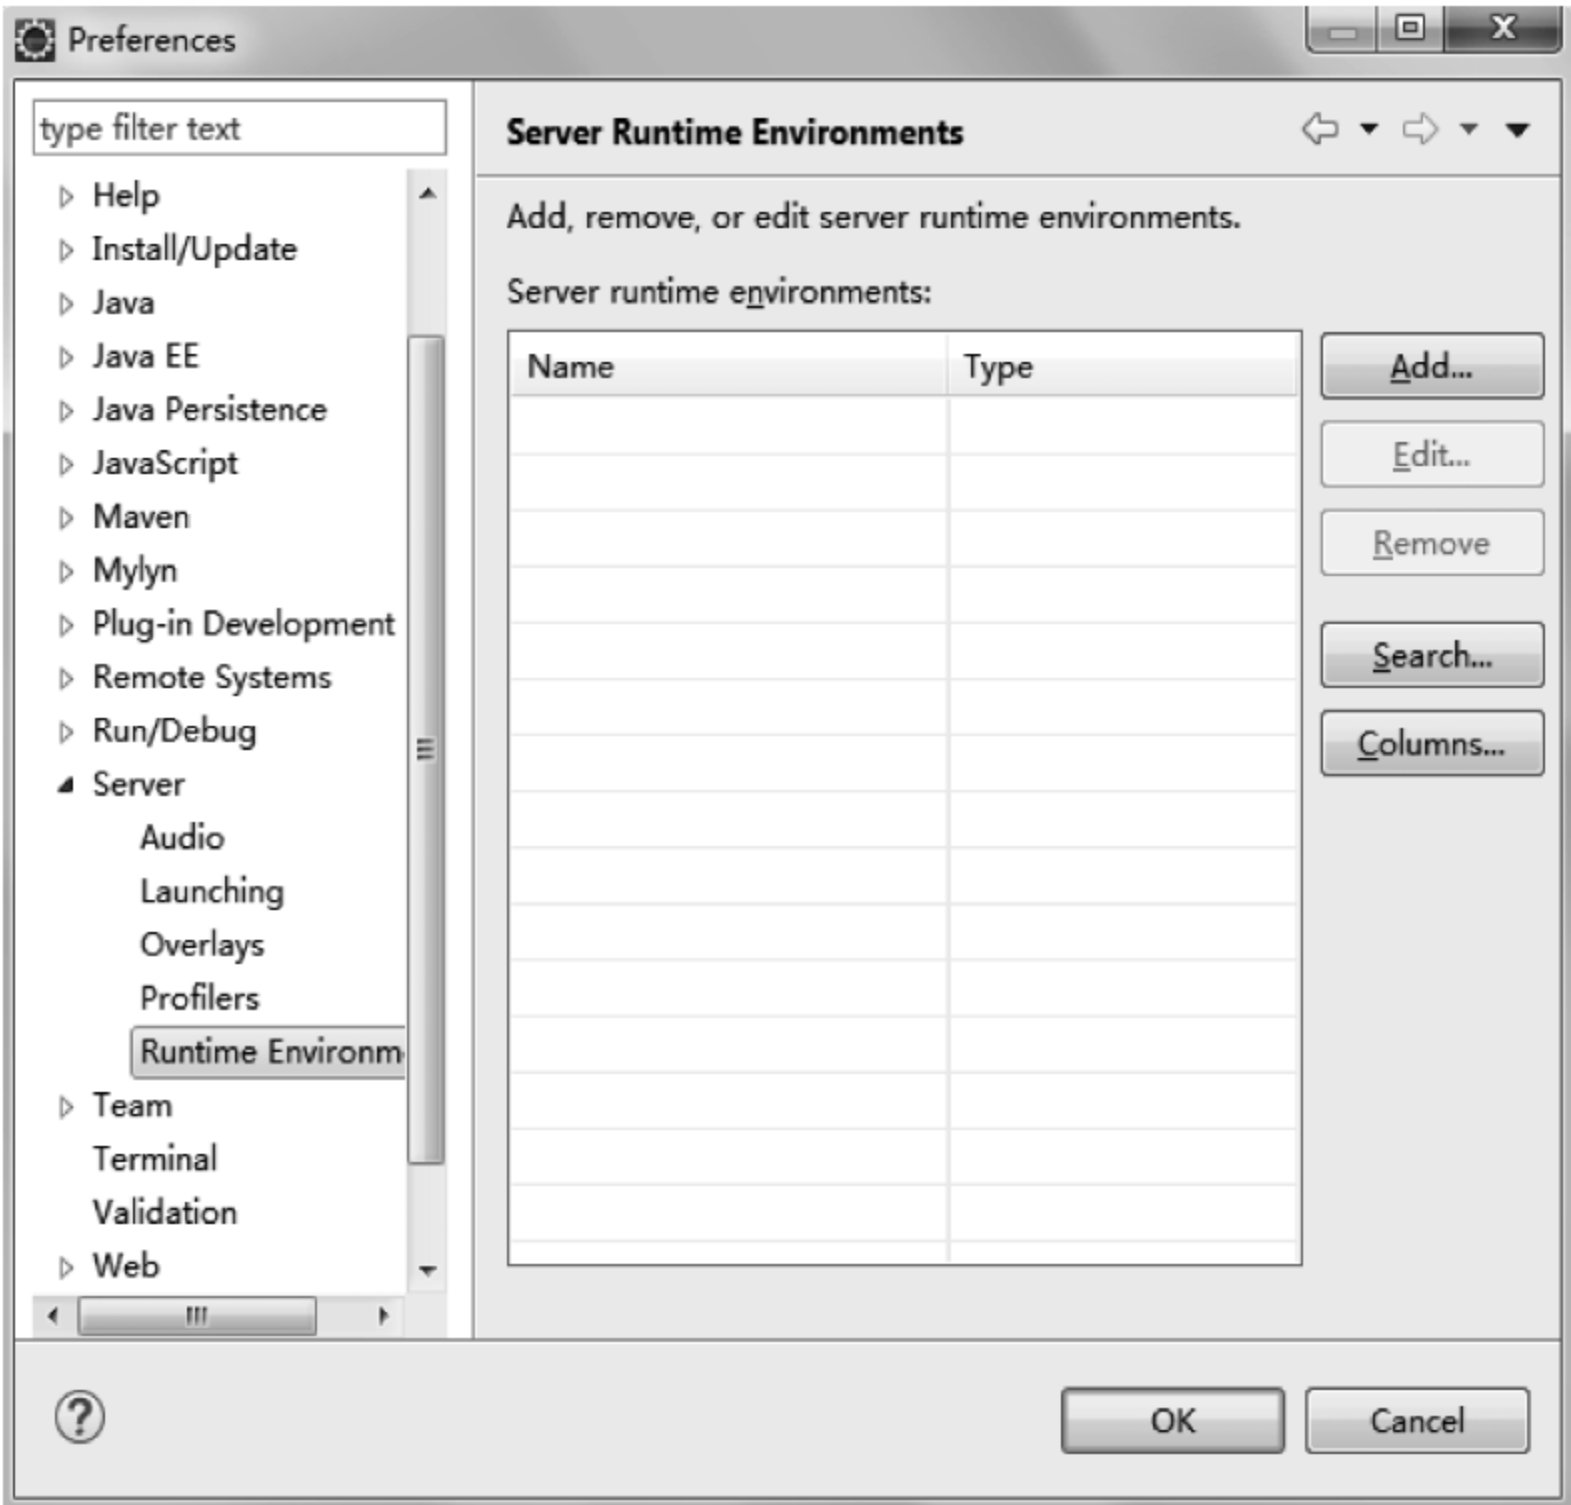 Preferences
type filter text
Help
Install/Update
Java
Java EE
Java Persistence
JavaScript
Maven
Mylyn
Plug-in Development
Remote Systems
Run/Debug
Server
Audio
Launching
Overlays
Profilers
Runtime Environm
Team
Terminal
Validation
Web
Server Runtime Environments
Add, remove, or edit server runtime environments.
Server runtime environments:
Name Type
Add...
Edit...
Remove
Search...
Columns...
OK Cancel